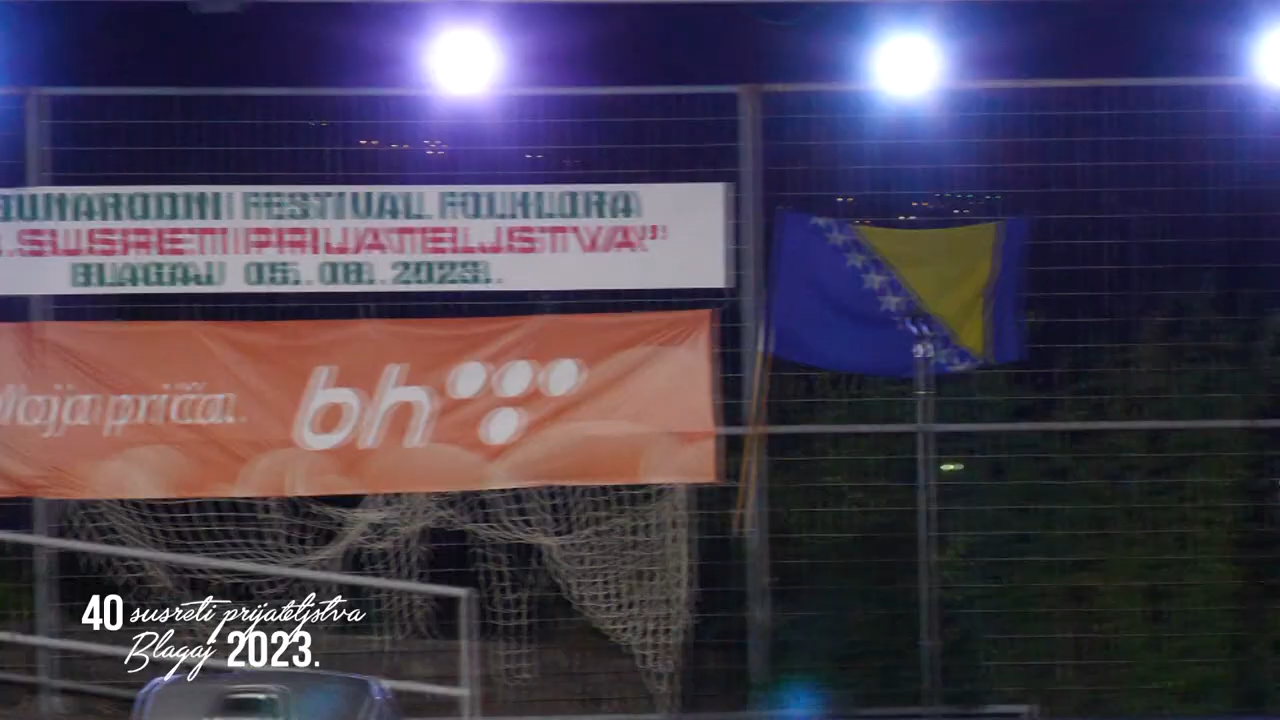 FESTIVAL FOLKLORA
SUSRETI PRIJATELJSTVA"
BLAGAJ 05. 08. 2023.
priča.
bh
40 susreti prijateljstva
Blagaj 2023.